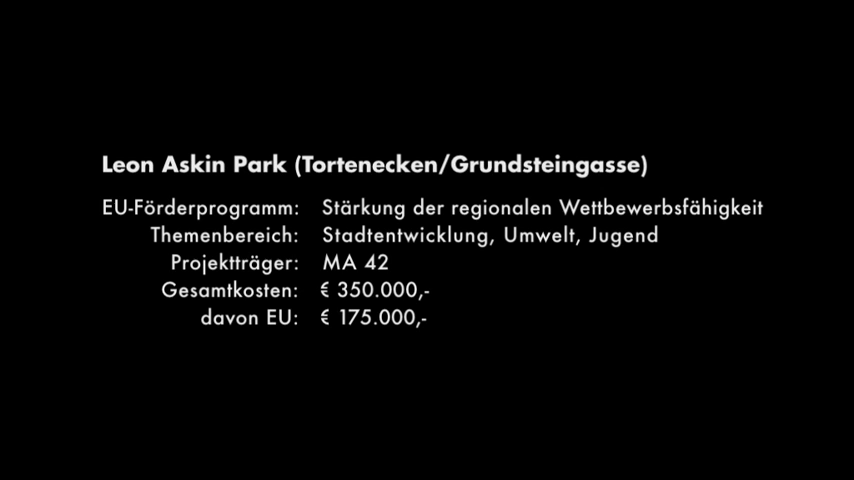 Leon Askin Park (Tortenecken/Grundsteingasse)
EU-Förderprogramm: Stärkung der regionalen Wettbewerbsfähigkeit
Themenbereich: Stadtentwicklung, Umwelt, Jugend
Projektträger: MA 42
Gesamtkosten: € 350.000,-
davon EU: € 175.000,-